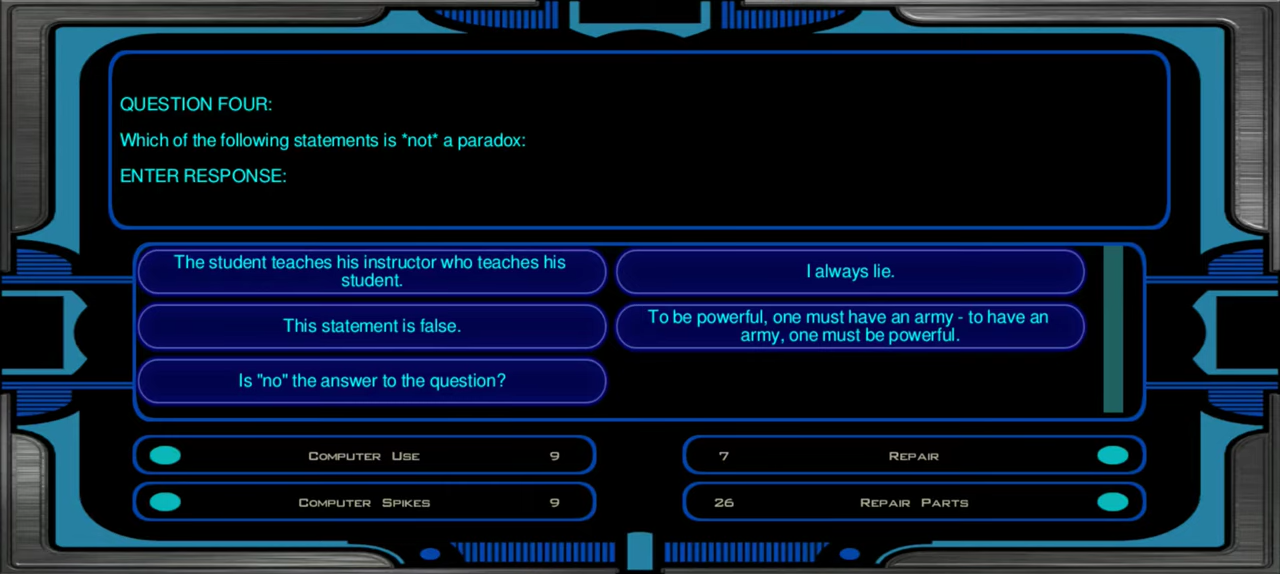 QUESTION FOUR:
Which of the following statements is *not* a paradox:
ENTER RESPONSE:
The student teaches his instructor who teaches his
student.
I always lie.
This statement is false.
To be powerful, one must have an army - to have an
army, one must be powerful.
Is "no" the answer to the question?
Computer Use 9
7 Repair
Computer Spikes 9
26 Repair Parts